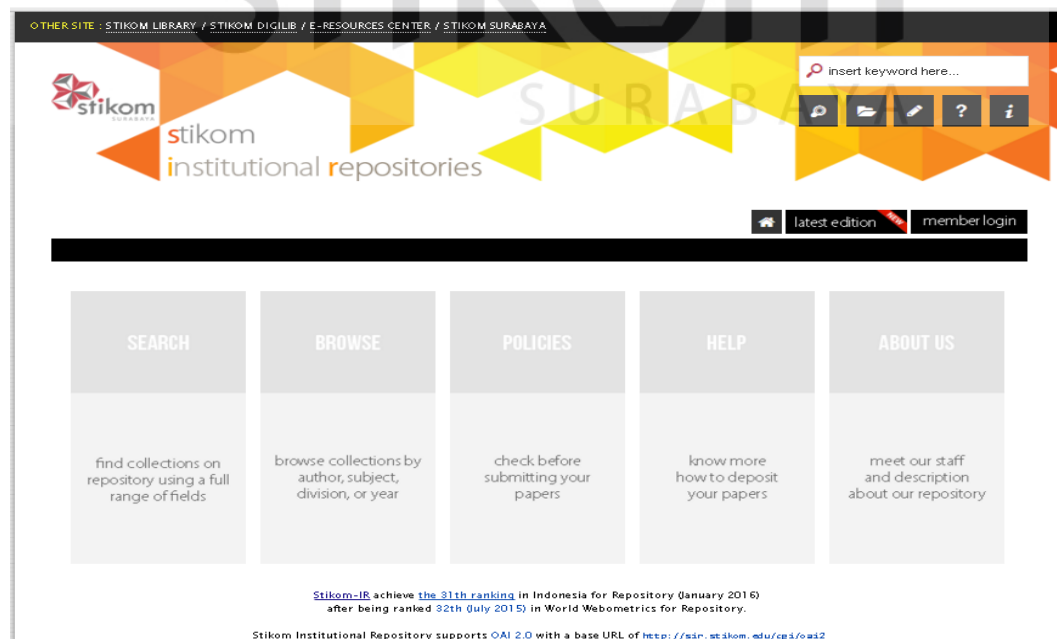 STIKOM
SURABAYA
OTHER SITE : STIKOM LIBRARY / STIKOM DIGILIB / E-RESOURCES CENTER / STIKOM SURABAYA
insert keyword here...
stikom
SURABAYA
? i
stikom
institutional repositories
latest edition NEW member login
SEARCH
find collections on
repository using a full
range of fields
BROWSE
browse collections by
author, subject,
division, or year
POLICIES
check before
submitting your
papers
HELP
know more
how to deposit
your papers
ABOUT US
meet our staff
and description
about our repository
Stikom-IR achieve the 31th ranking in Indonesia for Repository (January 2016)
after being ranked 32th (July 2015) in World Webometrics for Repository.
Stikom Institutional Repository supports OAI 2.0 with a base URL of http://sir.stikom.edu/cgi/oai2